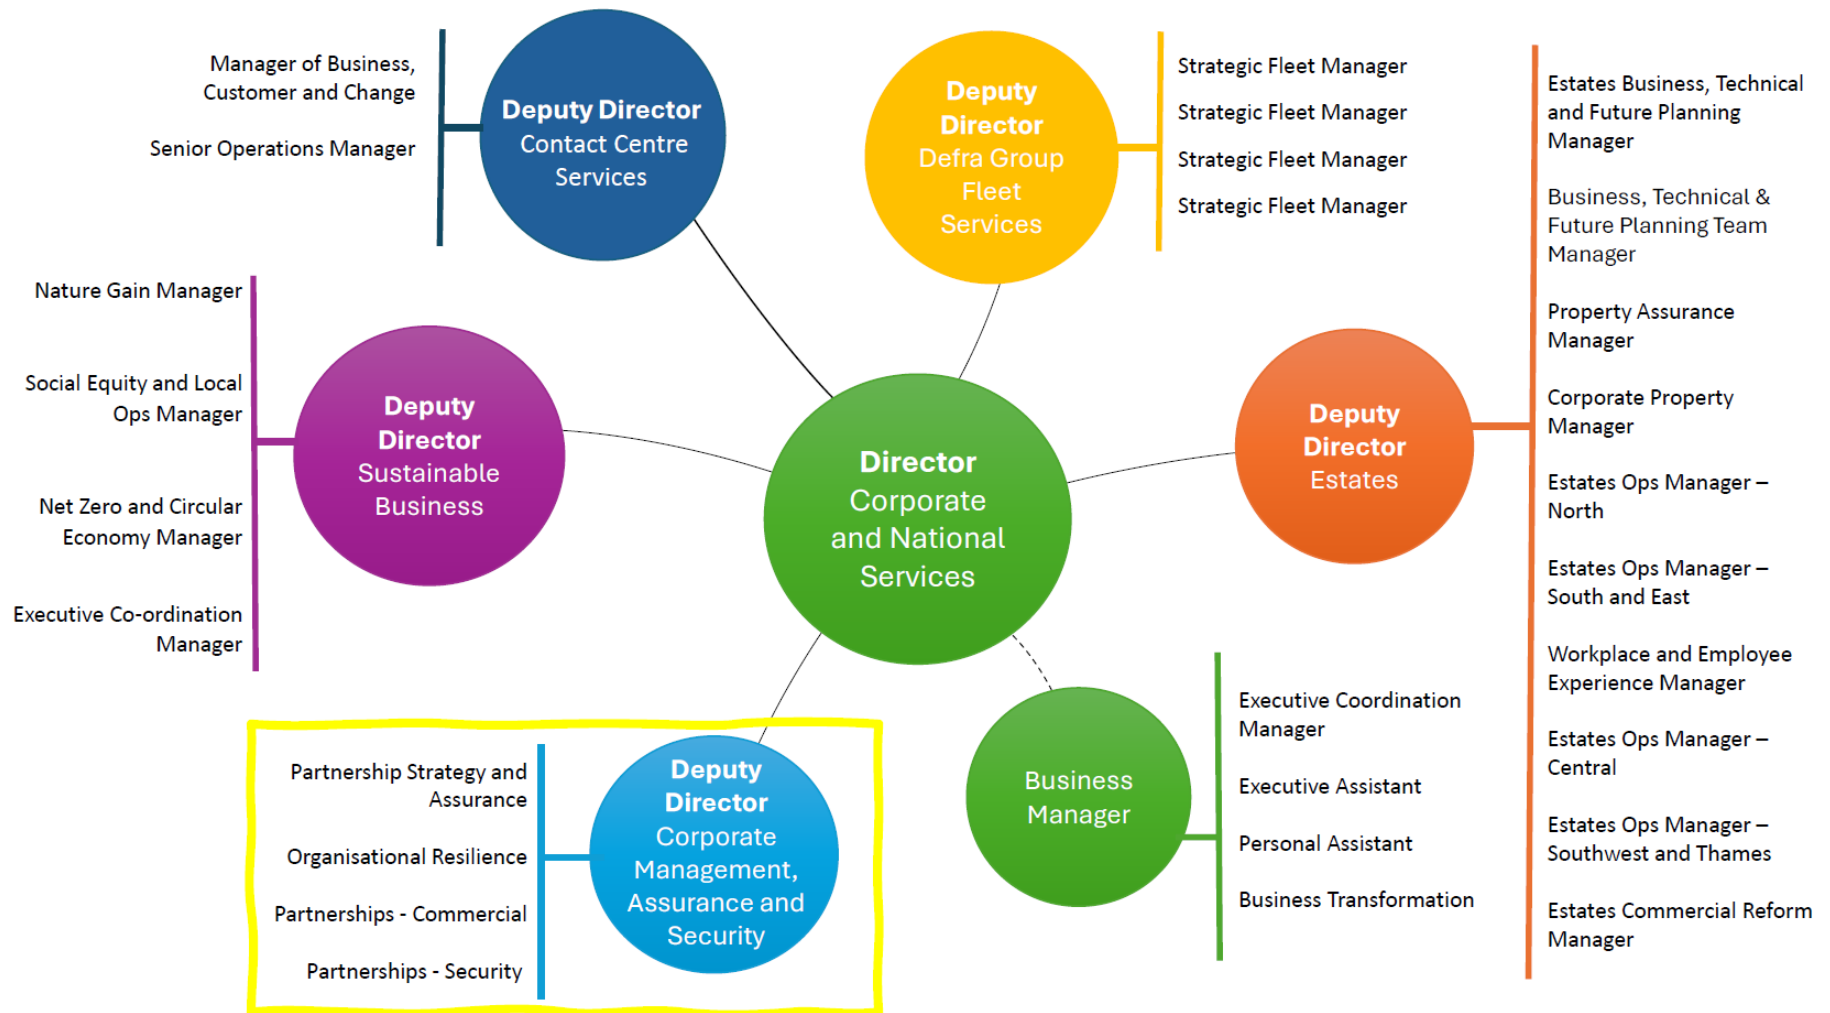 Manager of Business,
Customer and Change
Senior Operations Manager
Deputy Director
Contact Centre
Services
Deputy
Director
Defra Group
Fleet
Services
Strategic Fleet Manager
Strategic Fleet Manager
Strategic Fleet Manager
Strategic Fleet Manager
Estates Business, Technical
and Future Planning
Manager
Business, Technical &
Future Planning Team
Manager
Property Assurance
Manager
Corporate Property
Manager
Estates Ops Manager –
North
Estates Ops Manager –
South and East
Workplace and Employee
Experience Manager
Estates Ops Manager –
Central
Estates Ops Manager –
Southwest and Thames
Estates Commercial Reform
Manager
Deputy
Director
Estates
Nature Gain Manager
Social Equity and Local
Ops Manager
Net Zero and Circular
Economy Manager
Executive Co-ordination
Manager
Deputy
Director
Sustainable
Business
Director
Corporate
and National
Services
Partnership Strategy and
Assurance
Organisational Resilience
Partnerships - Commercial
Partnerships - Security
Deputy
Director
Corporate
Management,
Assurance and
Security
Business
Manager
Executive Coordination
Manager
Executive Assistant
Personal Assistant
Business Transformation